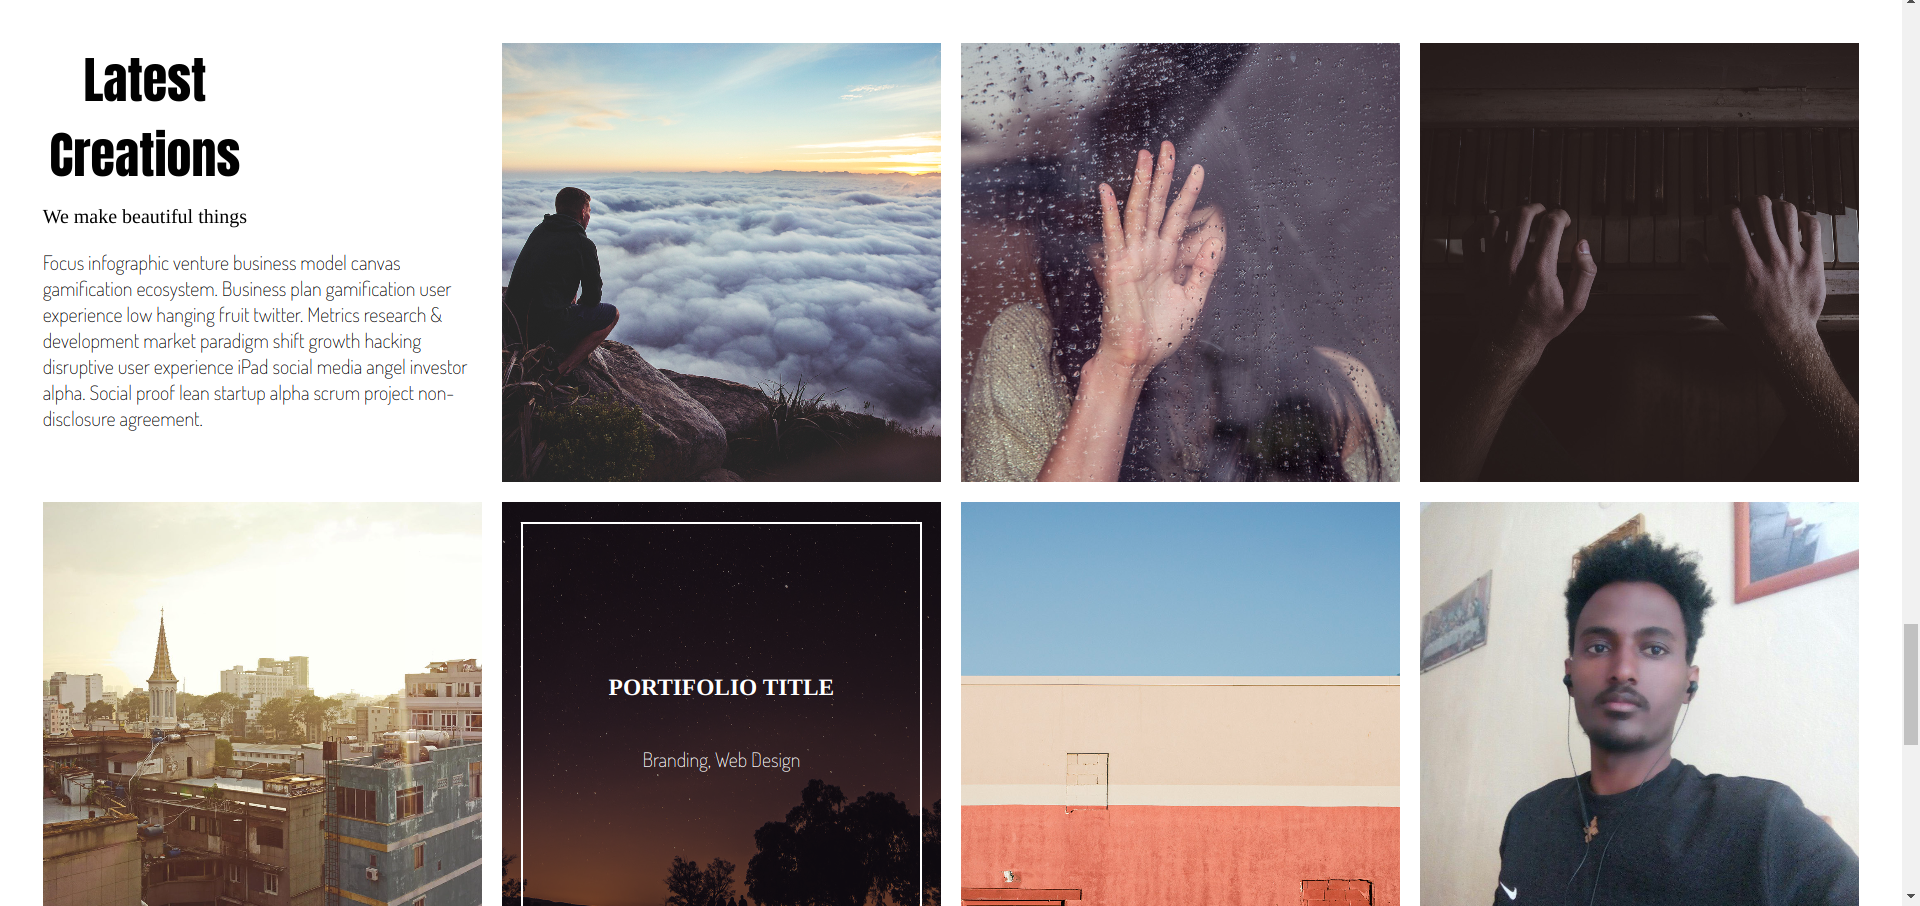 Latest
Creations
We make beautiful things
Focus infographic venture business model canvas
gamification ecosystem. Business plan gamification user
experience low hanging fruit twitter. Metrics research &
development market paradigm shift growth hacking
disruptive user experience iPad social media angel investor
alpha. Social proof lean startup alpha scrum project non-
disclosure agreement.
PORTIFOLIO TITLE
Branding, Web Design